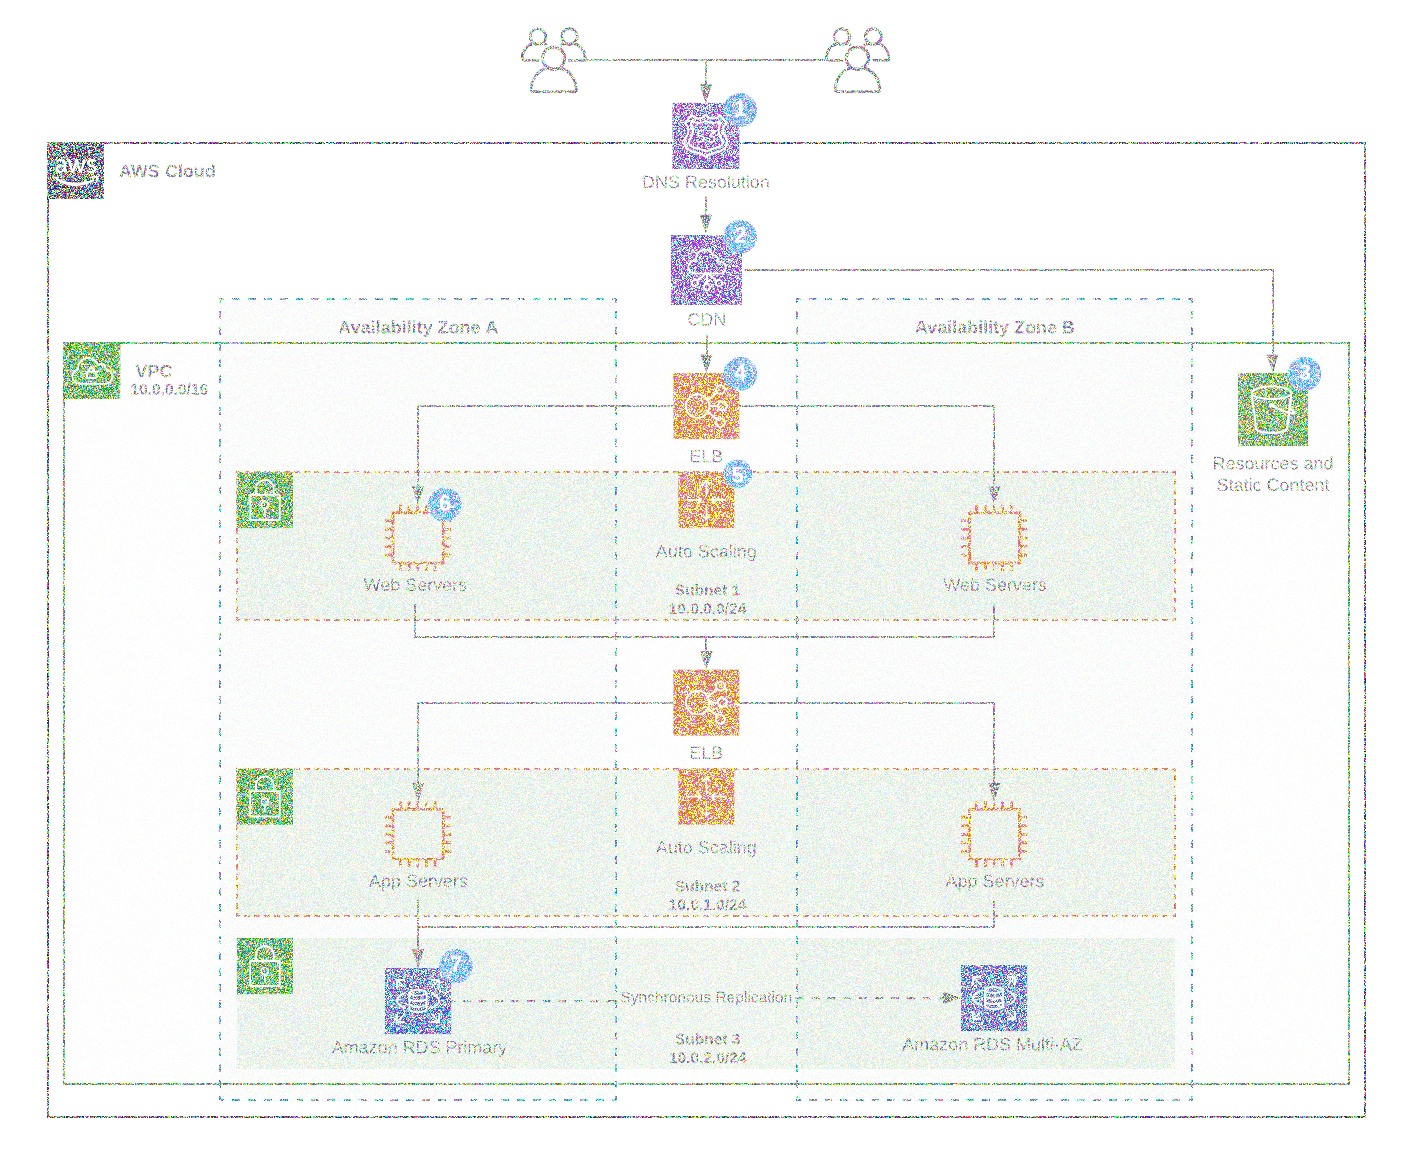 1
aws
AWS Cloud
DNS Resolution
2
CDN
Availability Zone A
Availability Zone B
VPC
10.0.0.0/16
4
3
ELB
Resources and
Static Content
5
6
Auto Scaling
Web Servers
Web Servers
Subnet 1
10.0.0.0/24
ELB
Auto Scaling
App Servers
App Servers
Subnet 2
10.0.1.0/24
7
Synchronous Replication
Amazon RDS Primary
Subnet 3
10.0.2.0/24
Amazon RDS Multi-AZ